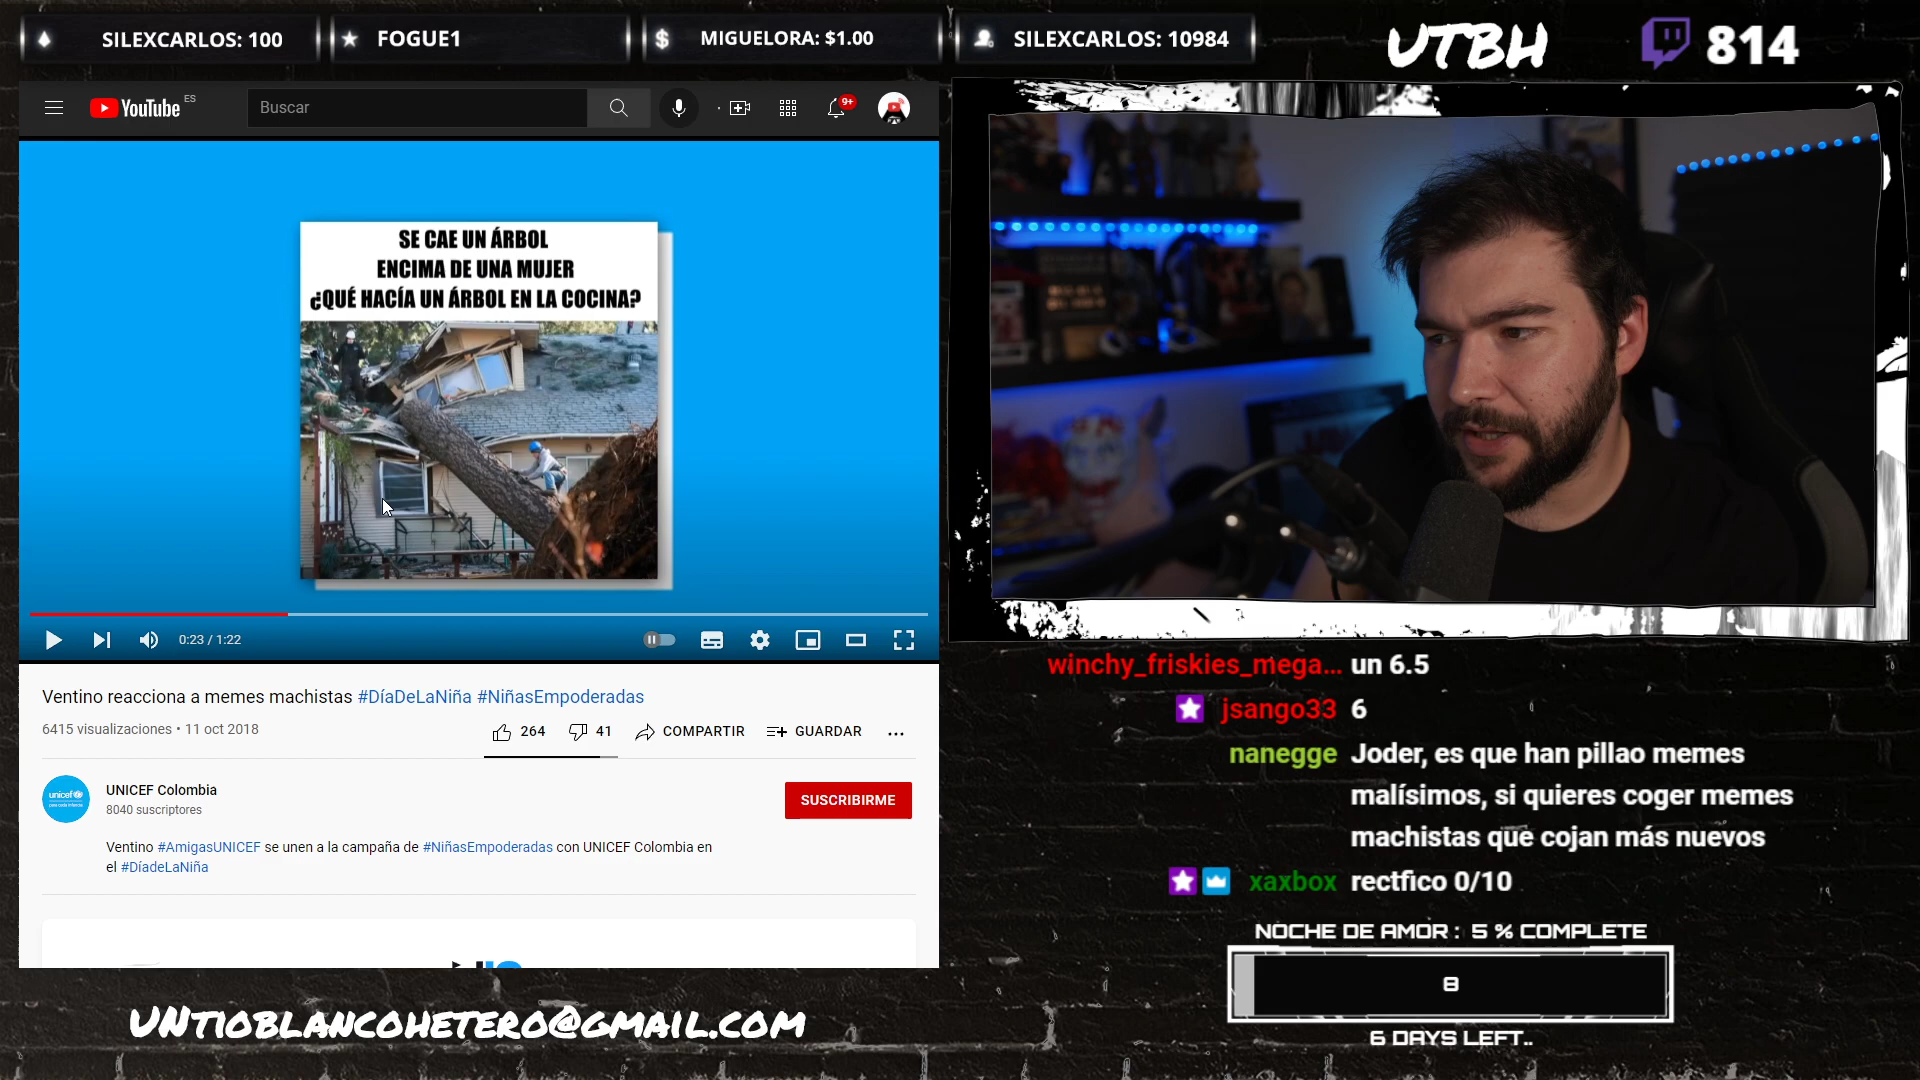 SILEXCARLOS: 100
FOGUE1
MIGUELORA: $1.00
SILEXCARLOS: 10984
UTBH
814
YouTube ES
Buscar
9+
SE CAE UN ÁRBOL
ENCIMA DE UNA MUJER
¿QUÉ HACÍA UN ÁRBOL EN LA COCINA?
0:23 / 1:22
Ventino reacciona a memes machistas #DíaDeLaNiña #NiñasEmpoderadas
6415 visualizaciones • 11 oct 2018
264
41
COMPARTIR
GUARDAR
unicef
UNICEF Colombia
8040 suscriptores
SUSCRIBIRME
Ventino #AmigasUNICEF se unen a la campaña de #NiñasEmpoderadas con UNICEF Colombia en
el #DíadeLaNiña
winchy_friskies_mega... un 6.5
jsango33 6
nanegge Joder, es que han pillao memes
malísimos, si quieres coger memes
machistas que cojan más nuevos
xaxbox rectfico 0/10
NOCHE DE AMOR : 5 % COMPLETE
8
6 DAYS LEFT..
UNTIOBLANCOHETERO@GMAIL.COM